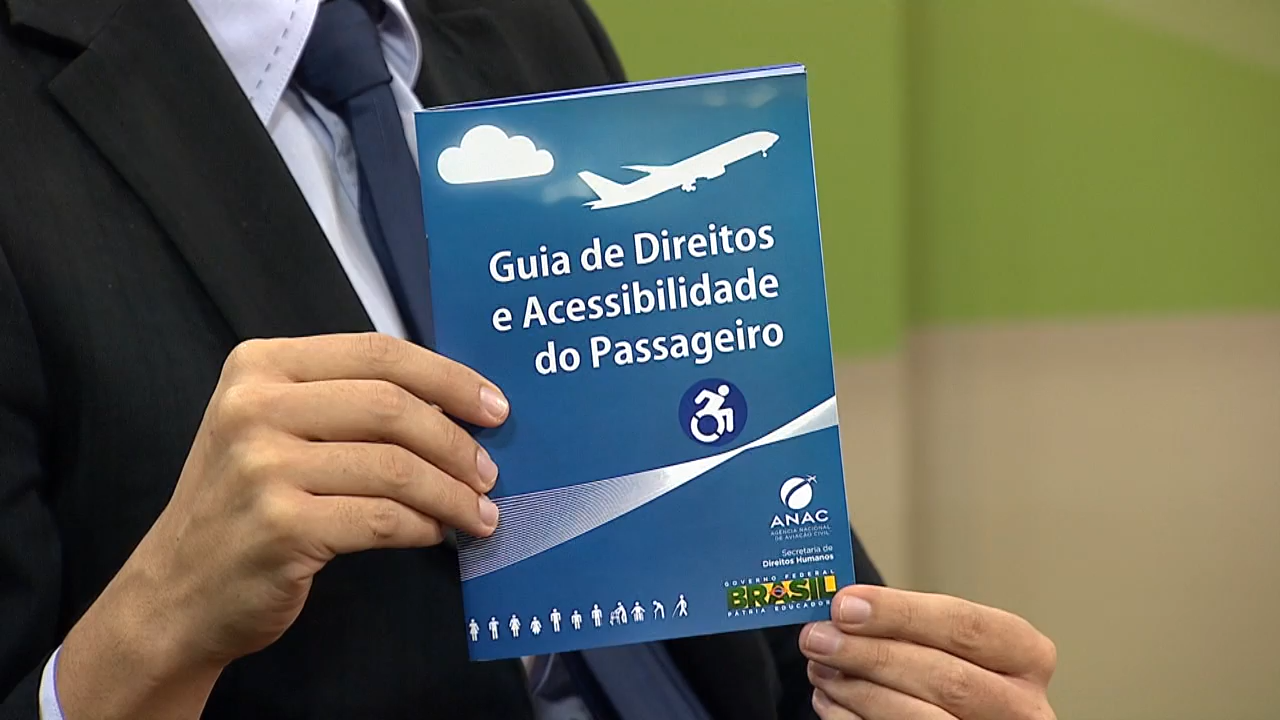 Guia de Direitos
e Acessibilidade
do Passageiro
ANAC
AGÊNCIA NACIONAL
DE AVIAÇÃO CIVIL
Secretaria de
Direitos Humanos
GOVERNO FEDERAL
BRASIL
PÁTRIA EDUCADORA